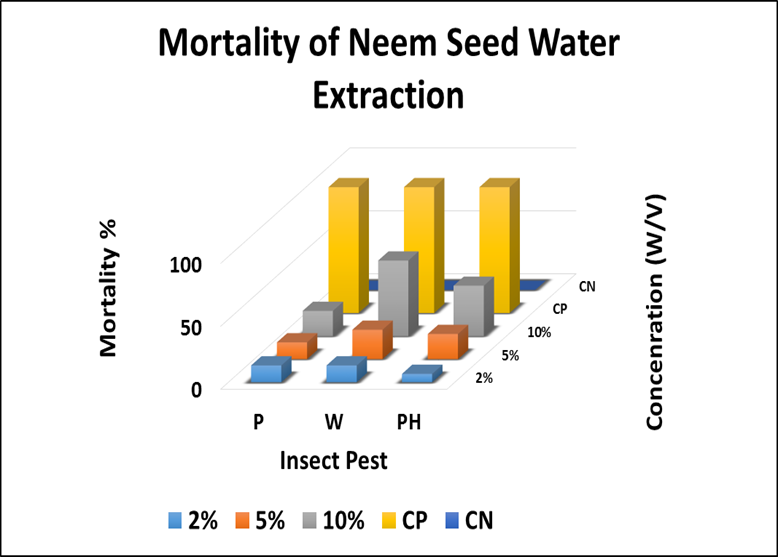 Mortality of Neem Seed Water
Extraction
Mortality %
100
50
0
P W PH
Insect Pest
2%
5%
10%
CP
CN
Concenration (W/V)
2% 5% 10% CP CN